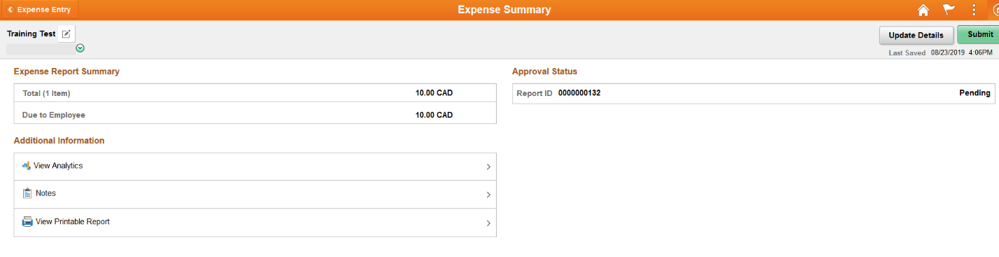 Expense Entry
Expense Summary
Training Test
Update Details
Submit
Last Saved 08/23/2019 4:06PM
Expense Report Summary
Total (1 Item) 10.00 CAD
Due to Employee 10.00 CAD
Approval Status
Report ID 0000000132 Pending
Additional Information
View Analytics
Notes
View Printable Report